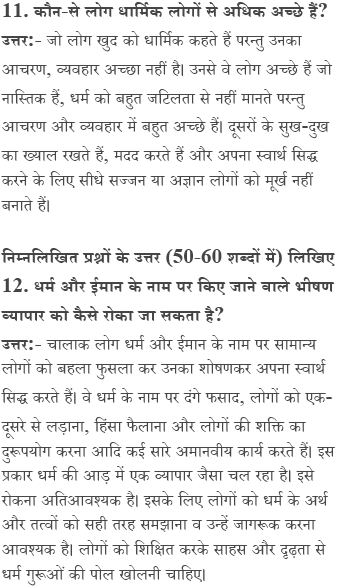 11. कौन-से लोग धार्मिक लोगों से अधिक अच्छे हैं?
उत्तर:- जो लोग खुद को धार्मिक कहते हैं परन्तु उनका
आचरण, व्यवहार अच्छा नहीं है। उनसे वे लोग अच्छे हैं जो
नास्तिक हैं, धर्म को बहुत जटिलता से नहीं मानते परन्तु
आचरण और व्यवहार में बहुत अच्छे हैं। दूसरों के सुख-दुख
का ख्याल रखते हैं, मदद करते हैं और अपना स्वार्थ सिद्ध
करने के लिए सीधे सज्जन या अज्ञान लोगों को मूर्ख नहीं
बनाते हैं।
निम्नलिखित प्रश्नों के उत्तर (50-60 शब्दों में) लिखिए
12. धर्म और ईमान के नाम पर किए जाने वाले भीषण
व्यापार को कैसे रोका जा सकता है?
उत्तर:- चालाक लोग धर्म और ईमान के नाम पर सामान्य
लोगों को बहला फुसला कर उनका शोषणकर अपना स्वार्थ
सिद्ध करते हैं। वे धर्म के नाम पर दंगे फसाद, लोगों को एक-
दूसरे से लड़ाना, हिंसा फैलाना और लोगों की शक्ति का
दुरूपयोग करना आदि कई सारे अमानवीय कार्य करते हैं। इस
प्रकार धर्म की आड़ में एक व्यापार जैसा चल रहा है। इसे
रोकना अतिआवश्यक है। इसके लिए लोगों को धर्म के अर्थ
और तत्वों को सही तरह समझाना व उन्हें जागरूक करना
आवश्यक है। लोगों को शिक्षित करके साहस और दृढ़ता से
धर्म गुरूओं की पोल खोलनी चाहिए।